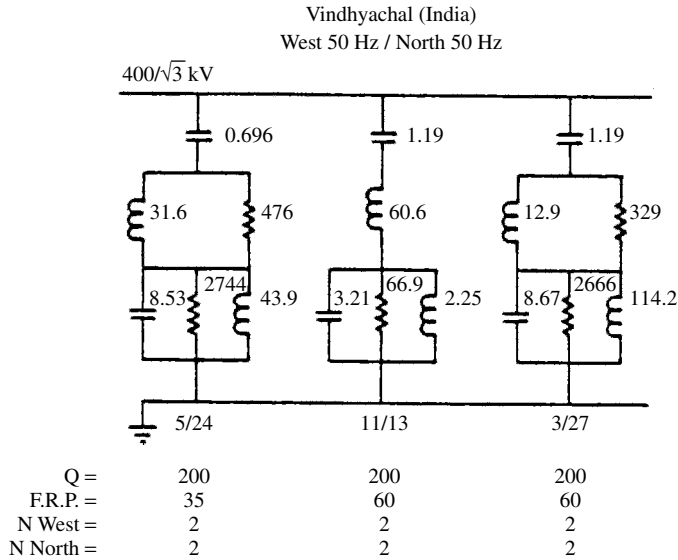 Vindhyachal (India)
West 50 Hz / North 50 Hz
400/√3 kV
0.696 1.19 1.19
31.6 476 60.6 12.9 329
8.53 2744 43.9 3.21 66.9 2.25 8.67 2666 114.2
5/24 11/13 3/27
Q = 200 200 200
F.R.P. = 35 60 60
N West = 2 2 2
N North = 2 2 2